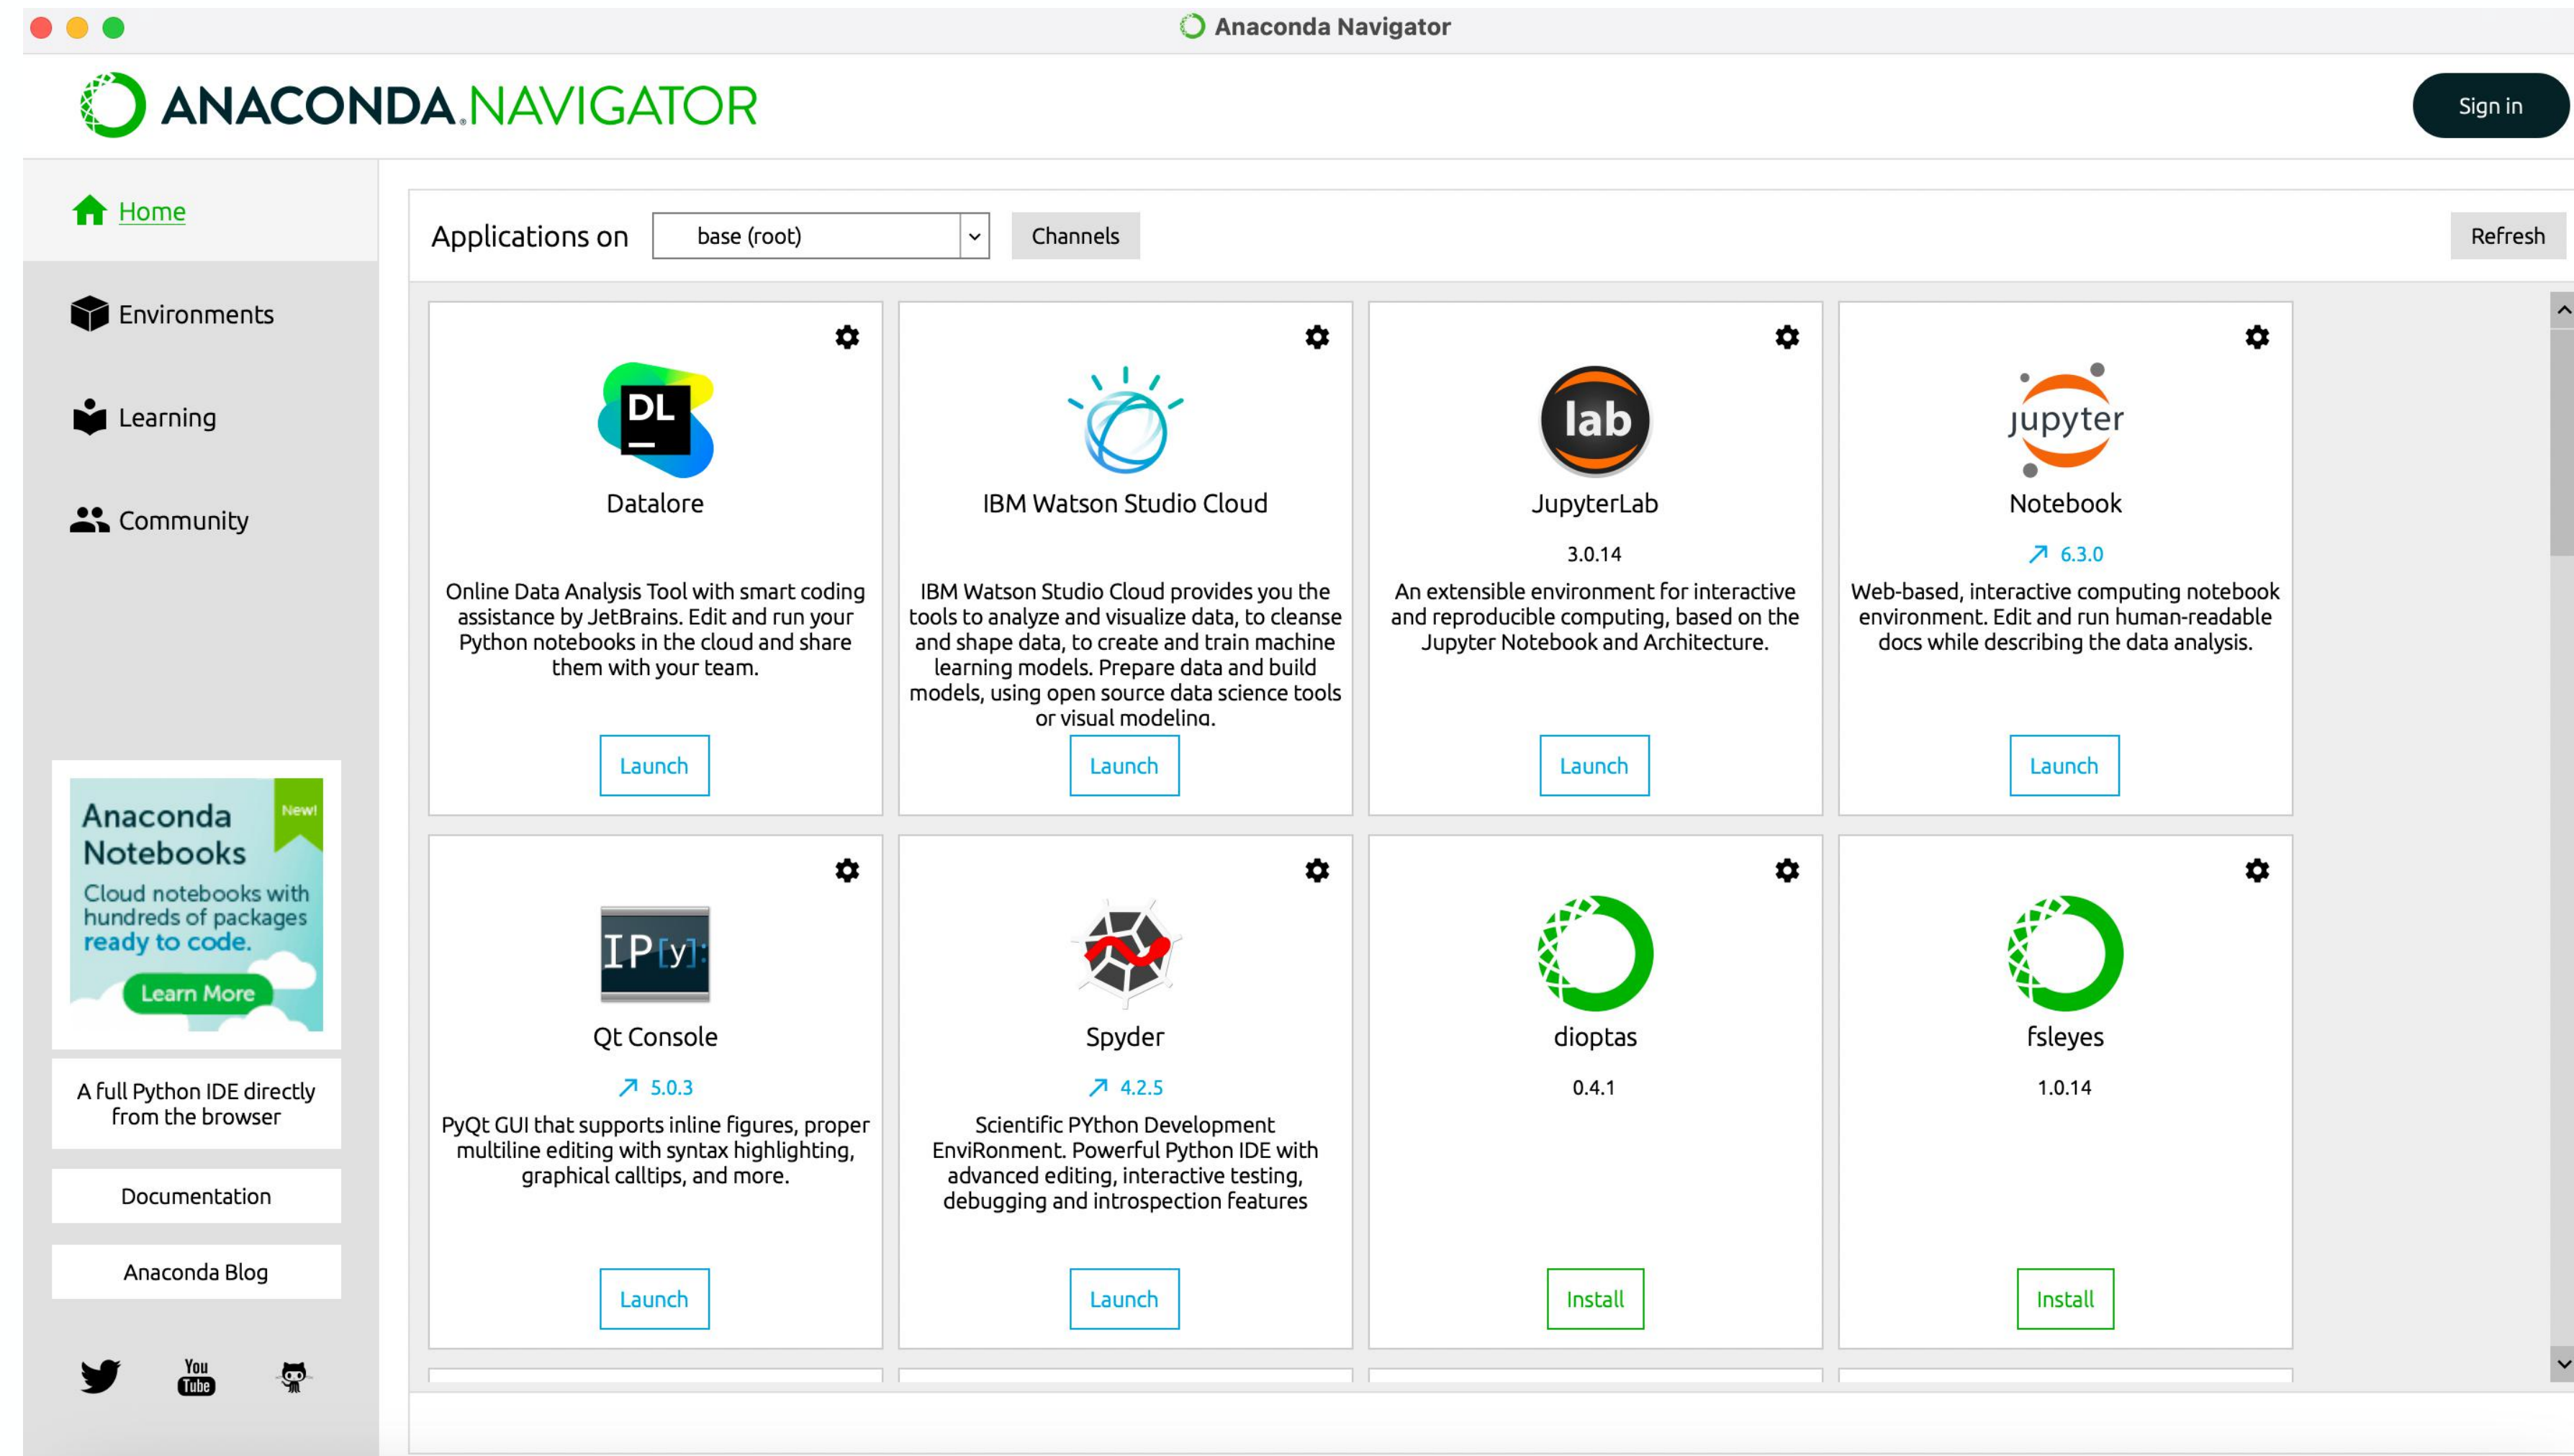 Anaconda Navigator
ANACONDA.NAVIGATOR
Sign in
Home
Environments
Learning
Community
Anaconda
Notebooks
New!
Cloud notebooks with
hundreds of packages
ready to code.
Learn More
A full Python IDE directly
from the browser
Documentation
Anaconda Blog
You
Tube
Applications on
base (root)
Channels
Refresh
DL
Datalore
Online Data Analysis Tool with smart coding
assistance by JetBrains. Edit and run your
Python notebooks in the cloud and share
them with your team.
Launch
IBM Watson Studio Cloud
IBM Watson Studio Cloud provides you the
tools to analyze and visualize data, to cleanse
and shape data, to create and train machine
learning models. Prepare data and build
models, using open source data science tools
or visual modeling.
Launch
lab
JupyterLab
3.0.14
An extensible environment for interactive
and reproducible computing, based on the
Jupyter Notebook and Architecture.
Launch
jupyter
Notebook
6.3.0
Web-based, interactive computing notebook
environment. Edit and run human-readable
docs while describing the data analysis.
Launch
IP[y]:
Qt Console
5.0.3
PyQt GUI that supports inline figures, proper
multiline editing with syntax highlighting,
graphical calltips, and more.
Launch
Spyder
4.2.5
Scientific PYthon Development
EnviRonment. Powerful Python IDE with
advanced editing, interactive testing,
debugging and introspection features
Launch
dioptas
0.4.1
Install
fsleyes
1.0.14
Install